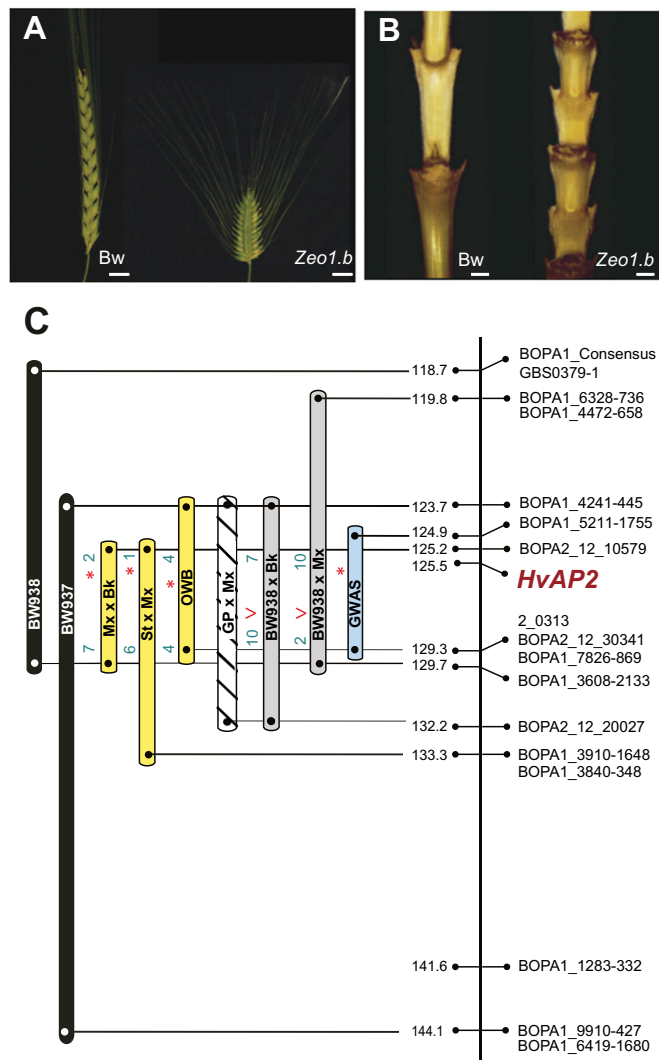 A
B
Bw
Zeo1.b
Bw
Zeo1.b
C
118.7
BOPA1_Consensus
GBS0379-1
119.8
BOPA1_6328-736
BOPA1_4472-658
123.7
BOPA1_4241-445
124.9
BOPA1_5211-1755
125.2
BOPA2_12_10579
125.5
HvAP2
2_0313
129.3
BOPA2_12_30341
BOPA1_7826-869
129.7
BOPA1_3608-2133
132.2
BOPA2_12_20027
133.3
BOPA1_3910-1648
BOPA1_3840-348
141.6
BOPA1_1283-332
144.1
BOPA1_9910-427
BOPA1_6419-1680
BW938
BW937
7 * 2
Mx x Bk
6 * 1
St x Mx
4 * 4
OWB
GP x Mx
10 V 7
BW938 x Bk
2 V 10
BW938 x Mx
*
GWAS